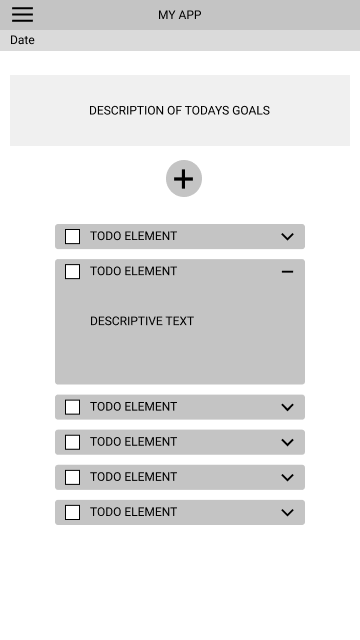 MY APP
Date
DESCRIPTION OF TODAYS GOALS
TODO ELEMENT
TODO ELEMENT
DESCRIPTIVE TEXT
TODO ELEMENT
TODO ELEMENT
TODO ELEMENT
TODO ELEMENT